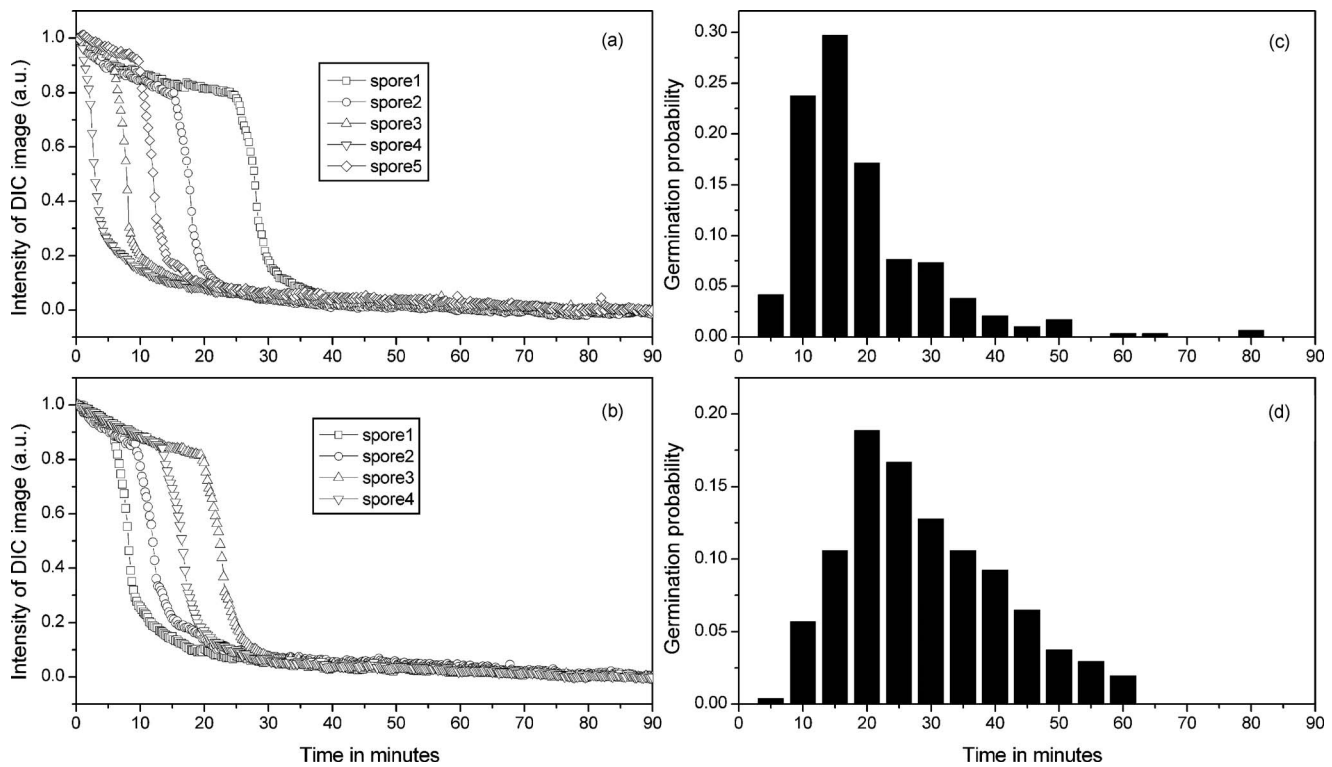 (a)
Intensity of DIC image (a.u.)
1.0
0.8
0.6
0.4
0.2
0.0
spore1
spore2
spore3
spore4
spore5
0 10 20 30 40 50 60 70 80 90
(c)
Germination probability
0.30
0.25
0.20
0.15
0.10
0.05
0.00
0 10 20 30 40 50 60 70 80 90
(b)
Intensity of DIC image (a.u.)
1.0
0.8
0.6
0.4
0.2
0.0
spore1
spore2
spore3
spore4
0 10 20 30 40 50 60 70 80 90
Time in minutes
(d)
Germination probability
0.20
0.15
0.10
0.05
0.00
0 10 20 30 40 50 60 70 80 90
Time in minutes